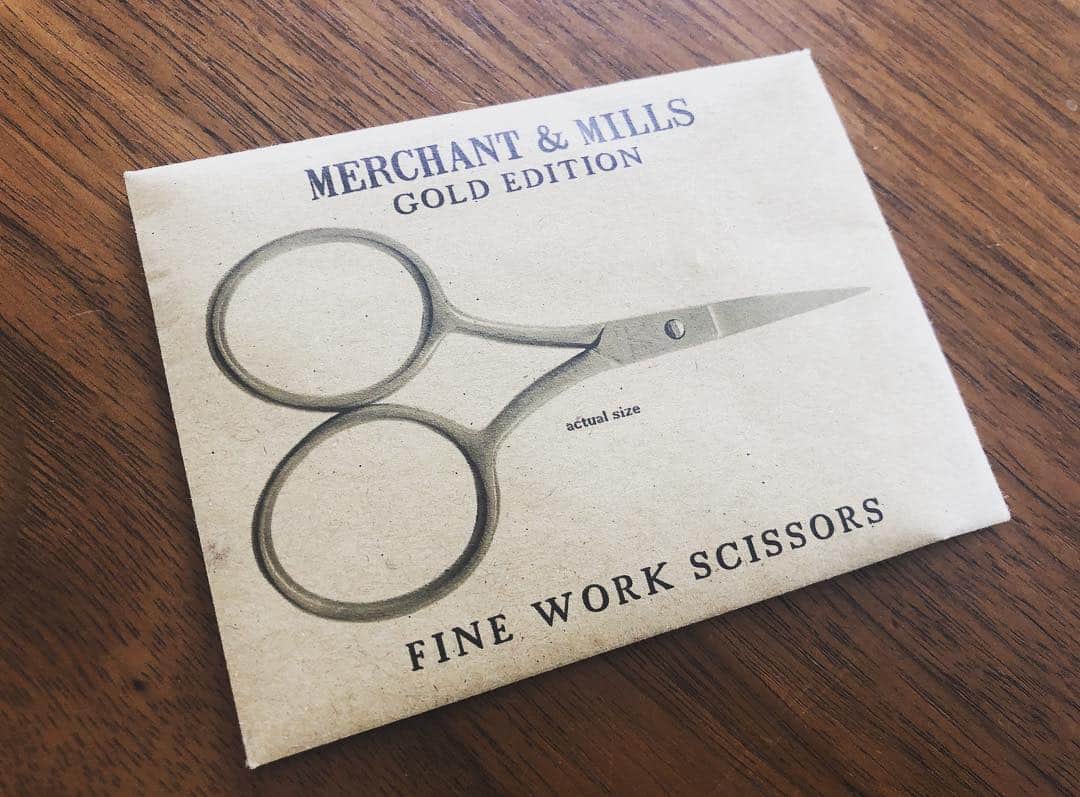 MERCHANT & MILLS
GOLD EDITION
actual size
FINE WORK SCISSORS